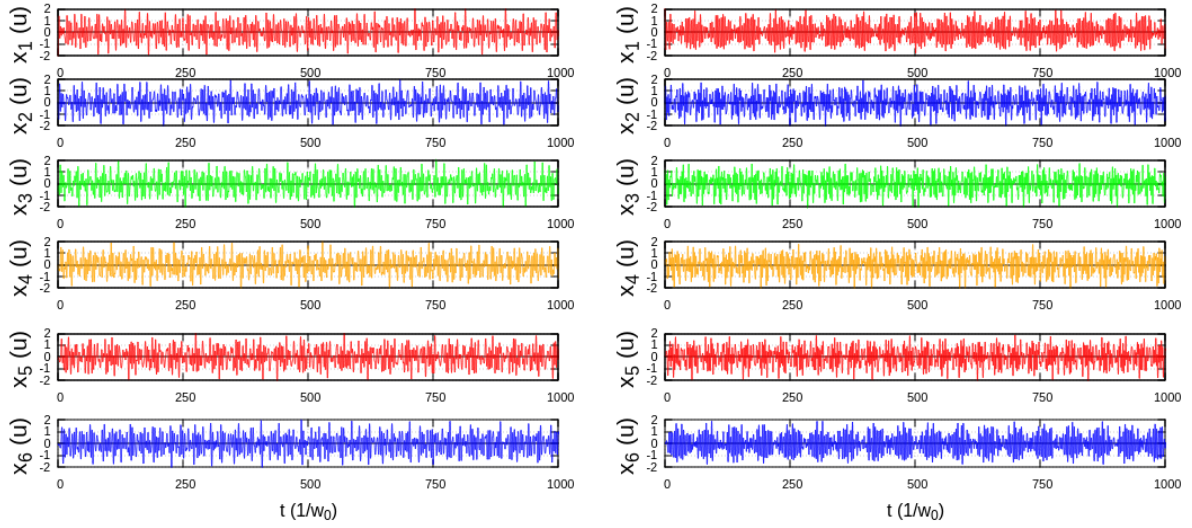 x1 (u) 2 1 0 -1 -2
0 250 500 750 1000
x2 (u) 2 1 0 -1 -2
0 250 500 750 1000
x3 (u) 2 1 0 -1 -2
0 250 500 750 1000
x4 (u) 2 1 0 -1 -2
0 250 500 750 1000
x5 (u) 2 1 0 -1 -2
0 250 500 750 1000
x6 (u) 2 1 0 -1 -2
0 250 500 750 1000
t (1/w0)
x1 (u) 2 1 0 -1 -2
0 250 500 750 1000
x2 (u) 2 1 0 -1 -2
0 250 500 750 1000
x3 (u) 2 1 0 -1 -2
0 250 500 750 1000
x4 (u) 2 1 0 -1 -2
0 250 500 750 1000
x5 (u) 2 1 0 -1 -2
0 250 500 750 1000
x6 (u) 2 1 0 -1 -2
0 250 500 750 1000
t (1/w0)